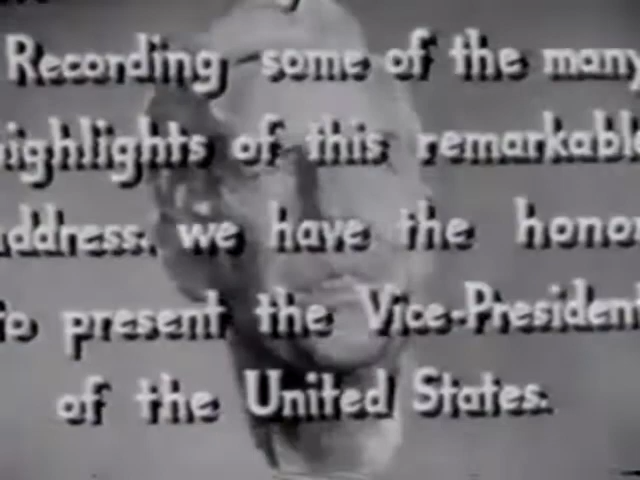 Recording some of the many
highlights of this remarkable
address, we have the honor
to present the Vice-President
of the United States.